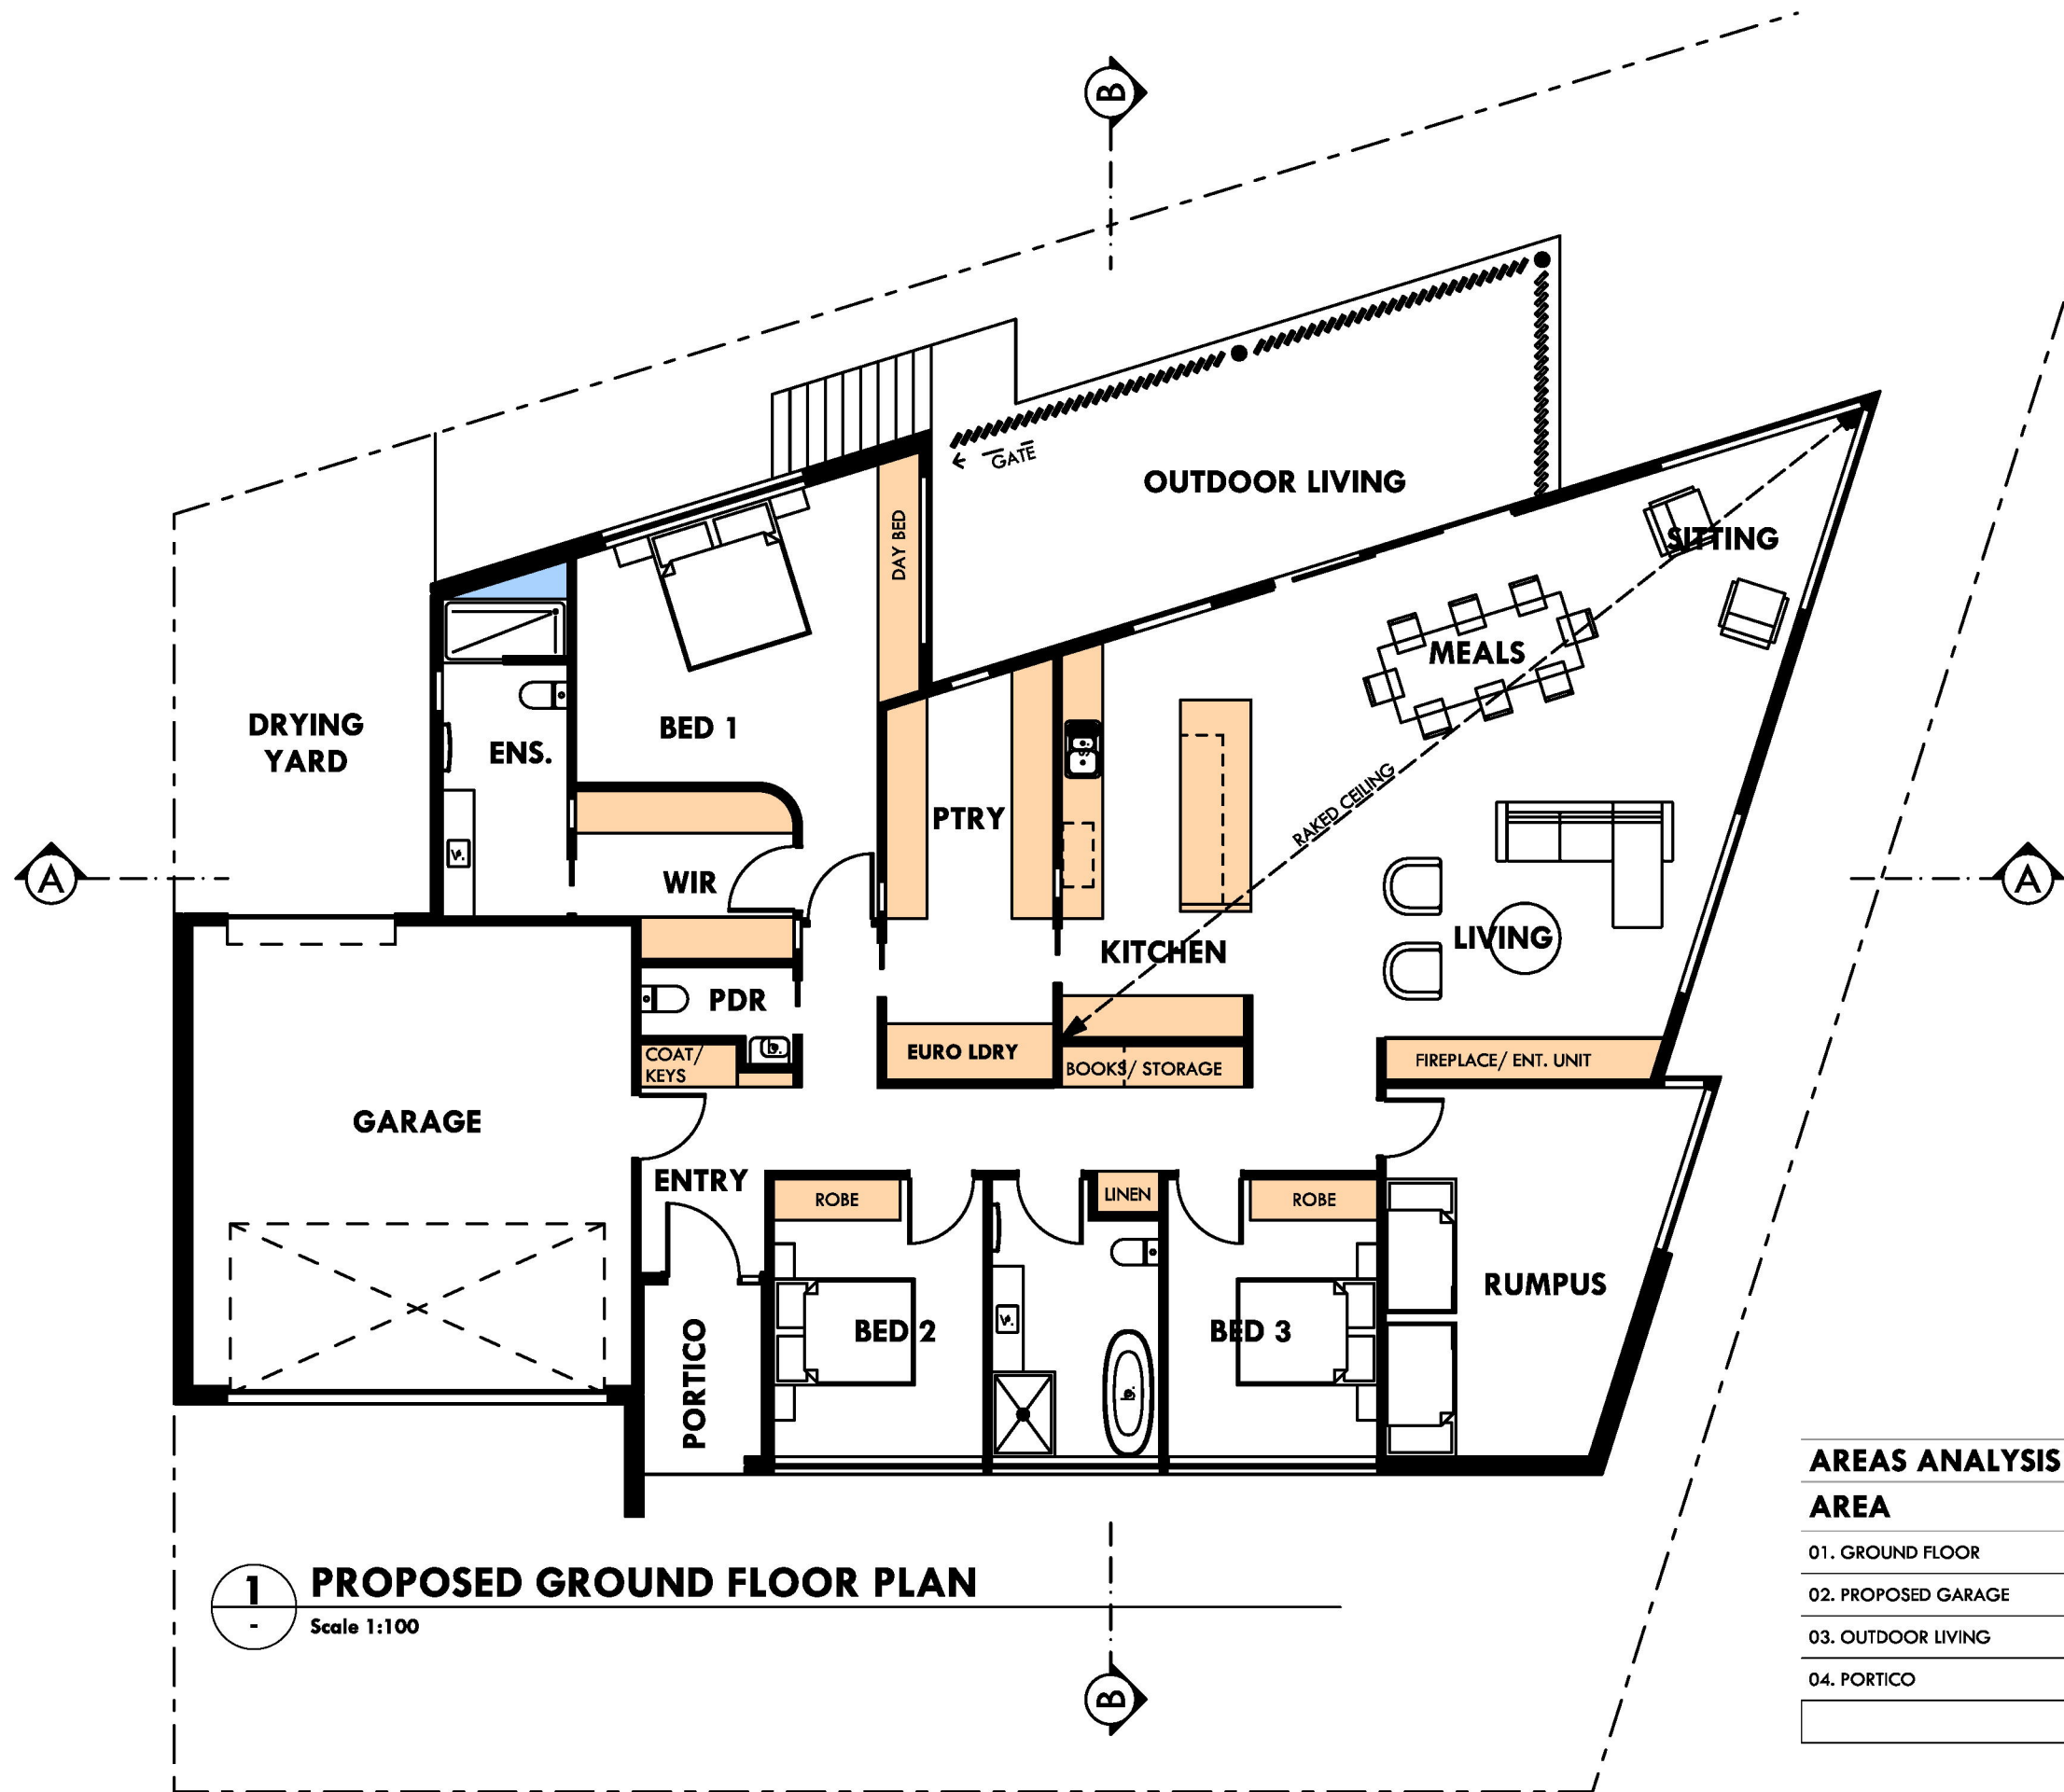 B
GATE
OUTDOOR LIVING
DAY BED
SITTING
MEALS
DRYING
YARD
ENS.
BED 1
PTRY
RAKED CEILING
v.
WIR
A
A
KITCHEN
LIVING
PDR
b.
COAT/
KEYS
EURO LDRY
BOOKS/ STORAGE
FIREPLACE/ ENT. UNIT
GARAGE
ENTRY
ROBE
LINEN
ROBE
RUMPUS
PORTICO
BED 2
v.
b.
BED 3
1
-
PROPOSED GROUND FLOOR PLAN
Scale 1:100
B
AREAS ANALYSIS
AREA
01. GROUND FLOOR
02. PROPOSED GARAGE
03. OUTDOOR LIVING
04. PORTICO